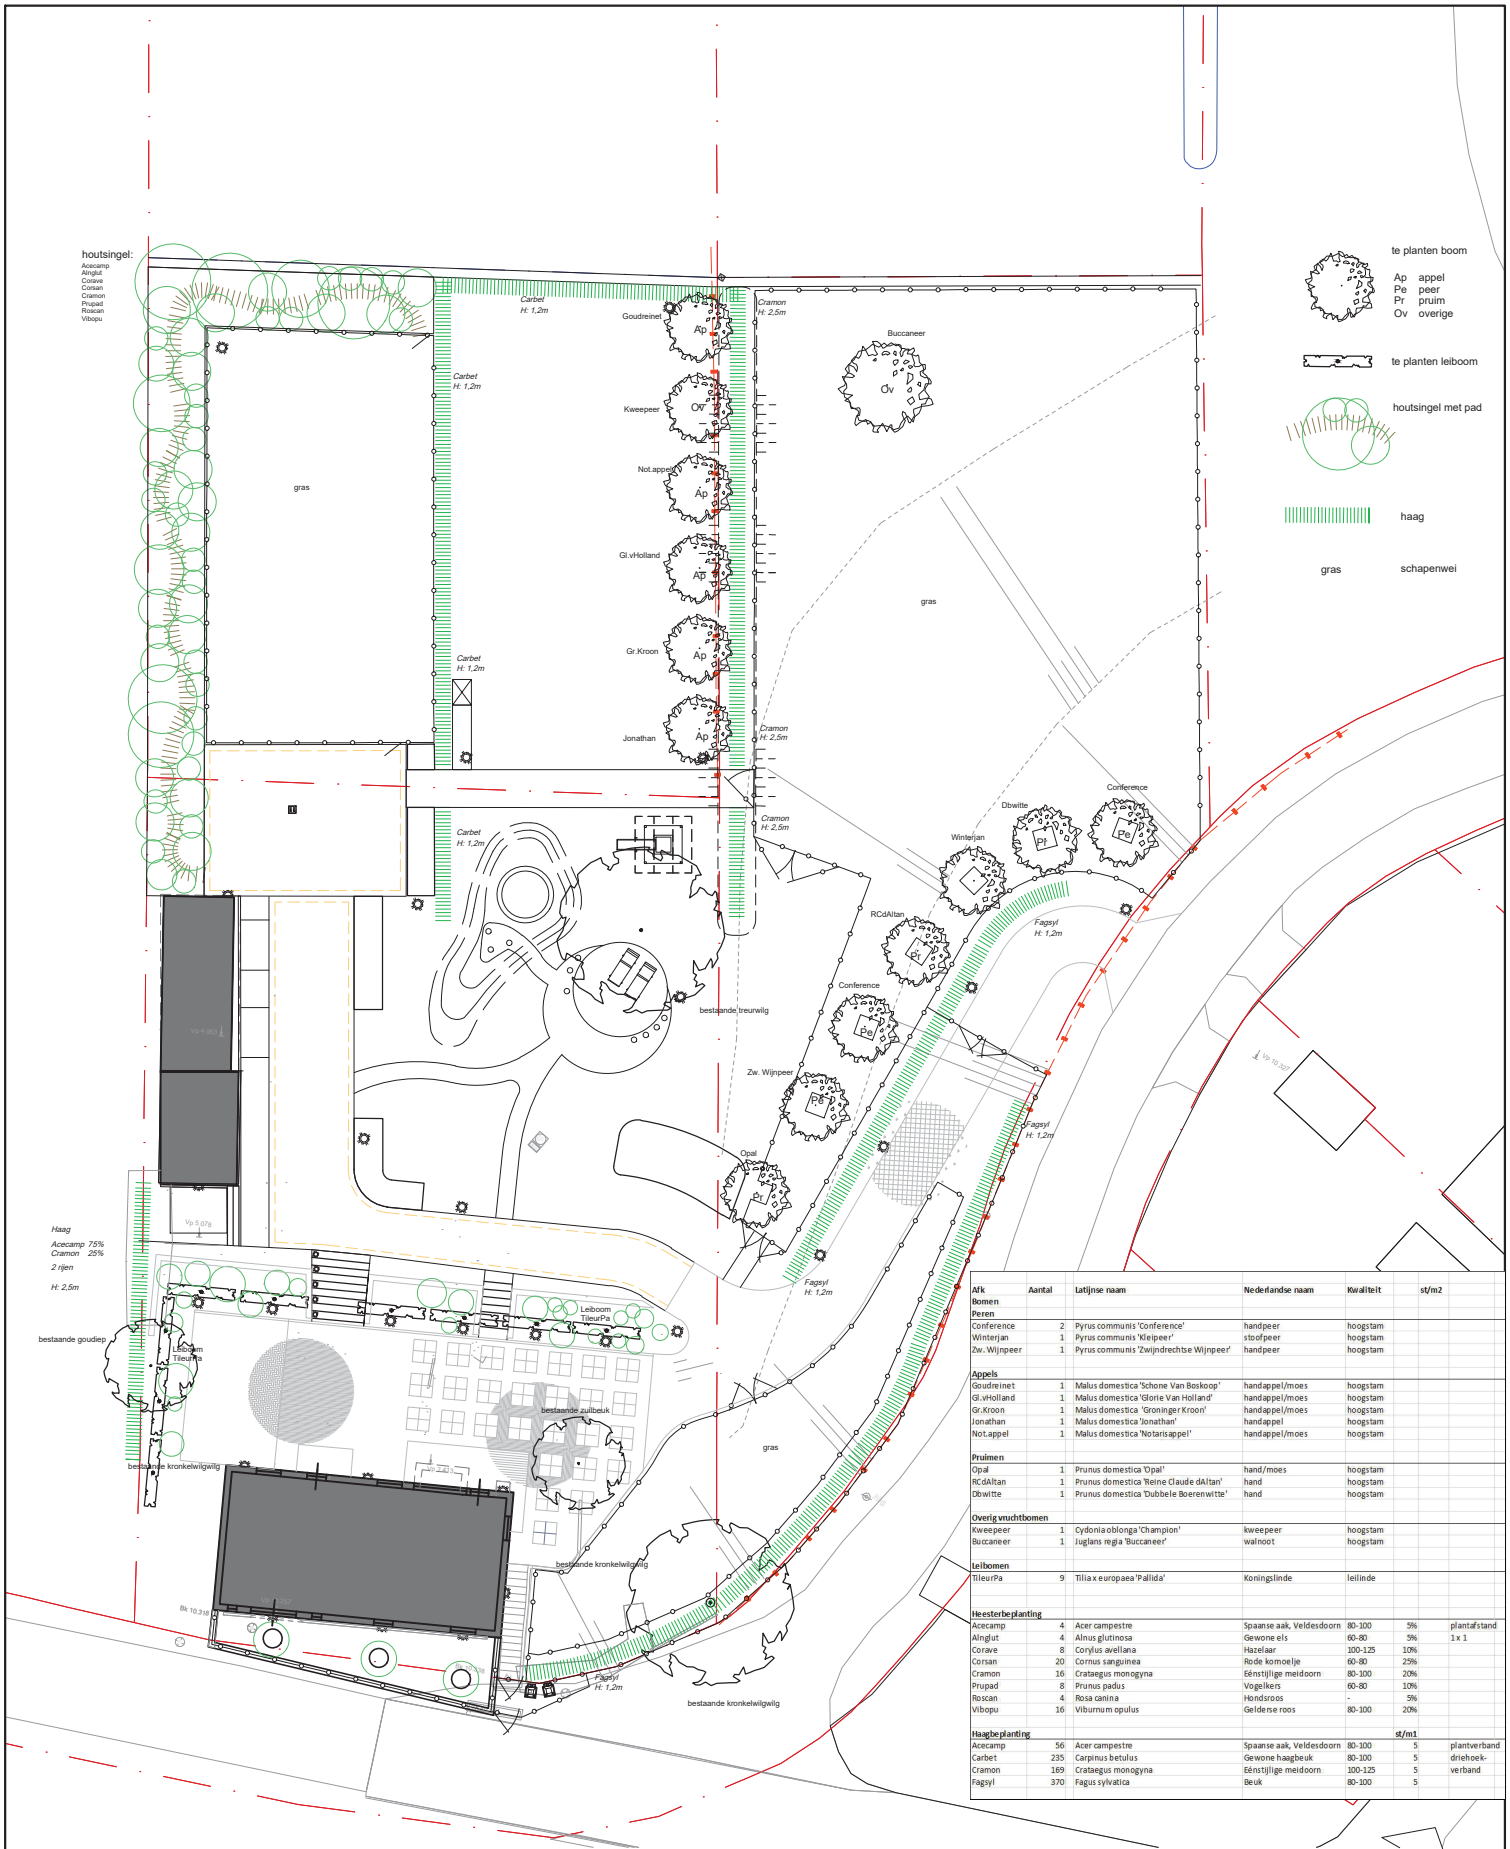 houtsingel:
Acecamp
Alnglut
Corave
Corsan
Cramon
Prupad
Roscan
Vibopu
Carbet
H: 1,2m
Goudreinet
Ap
Cramon
H: 2,5m
Buccaneer
Ov
te planten boom
Ap appel
Pe peer
Pr pruim
Ov overige
te planten leiboom
houtsingel met pad
haag
gras schapenwei
Carbet
H: 1,2m
Kweepeer
Ov
Not.appel
Ap
gras
Gl.vHolland
Ap
gras
Gr.Kroon
Ap
Carbet
H: 1,2m
Jonathan
Ap
Cramon
H: 2,5m
Carbet
H: 1,2m
Cramon
H: 2,5m
Conference
Pe
Dbwitte
Pr
Winterjan
RCdAltan
Pr
Fagsyl
H: 1,2m
Conference
Pe
bestaande treurwilg
Zw. Wijnpeer
Pe
Fagsyl
H: 1,2m
Opal
Pr
Vp 10.327
Vp 5.078
Haag
Acecamp 75%
Cramon 25%
2 rijen
H: 2,5m
Fagsyl
H: 1,2m
Leiboom
TileurPa
bestaande goudiep
Leiboom
TileurPa
bestaande zuilbeuk
gras
bestaande kronkelwilgwilg
bestaande kronkelwilgwilg
Bk 10.318
Fagsyl
H: 1,2m
bestaande kronkelwilgwilg
Afk Aantal Latijnse naam Nederlandse naam Kwaliteit st/m2
Bomen
Peren
Conference 2 Pyrus communis 'Conference' handpeer hoogstam
Winterjan 1 Pyrus communis 'Kleipeer' stoofpeer hoogstam
Zw. Wijnpeer 1 Pyrus communis 'Zwijndrechtse Wijnpeer' handpeer hoogstam
Appels
Goudreinet 1 Malus domestica 'Schone Van Boskoop' handappel/moes hoogstam
Gl.vHolland 1 Malus domestica 'Glorie Van Holland' handappel/moes hoogstam
Gr.Kroon 1 Malus domestica 'Groninger Kroon' handappel/moes hoogstam
Jonathan 1 Malus domestica 'Jonathan' handappel hoogstam
Not.appel 1 Malus domestica 'Notarisappel' handappel/moes hoogstam
Pruimen
Opal 1 Prunus domestica 'Opal' hand/moes hoogstam
RCdAltan 1 Prunus domestica 'Reine Claude dAltan' hand hoogstam
Dbwitte 1 Prunus domestica 'Dubbele Boerenwitte' hand hoogstam
Overig vruchtbomen
Kweepeer 1 Cydonia oblonga 'Champion' kweepeer hoogstam
Buccaneer 1 Juglans regia 'Buccaneer' walnoot hoogstam
Leibomen
TileurPa 9 Tilia x europaea 'Pallida' Koningslinde leilinde
Heesterbeplanting
Acecamp 4 Acer campestre Spaanse aak, Veldesdoorn 80-100 5% plantafstand
Alnglut 4 Alnus glutinosa Gewone els 60-80 5% 1 x 1
Corave 8 Corylus avellana Hazelaar 100-125 10%
Corsan 20 Cornus sanguinea Rode kornoelje 60-80 25%
Cramon 16 Crataegus monogyna Eénstijlige meidoorn 80-100 20%
Prupad 8 Prunus padus Vogelkers 60-80 10%
Roscan 4 Rosa canina Hondsroos - 5%
Vibopu 16 Viburnum opulus Gelderse roos 80-100 20%
Haagbeplanting st/m1
Acecamp 56 Acer campestre Spaanse aak, Veldesdoorn 80-100 5 plantverband
Carbet 235 Carpinus betulus Gewone haagbeuk 80-100 5 driehoek-
Cramon 169 Crataegus monogyna Eénstijlige meidoorn 100-125 5 verband
Fagsyl 370 Fagus sylvatica Beuk 80-100 5